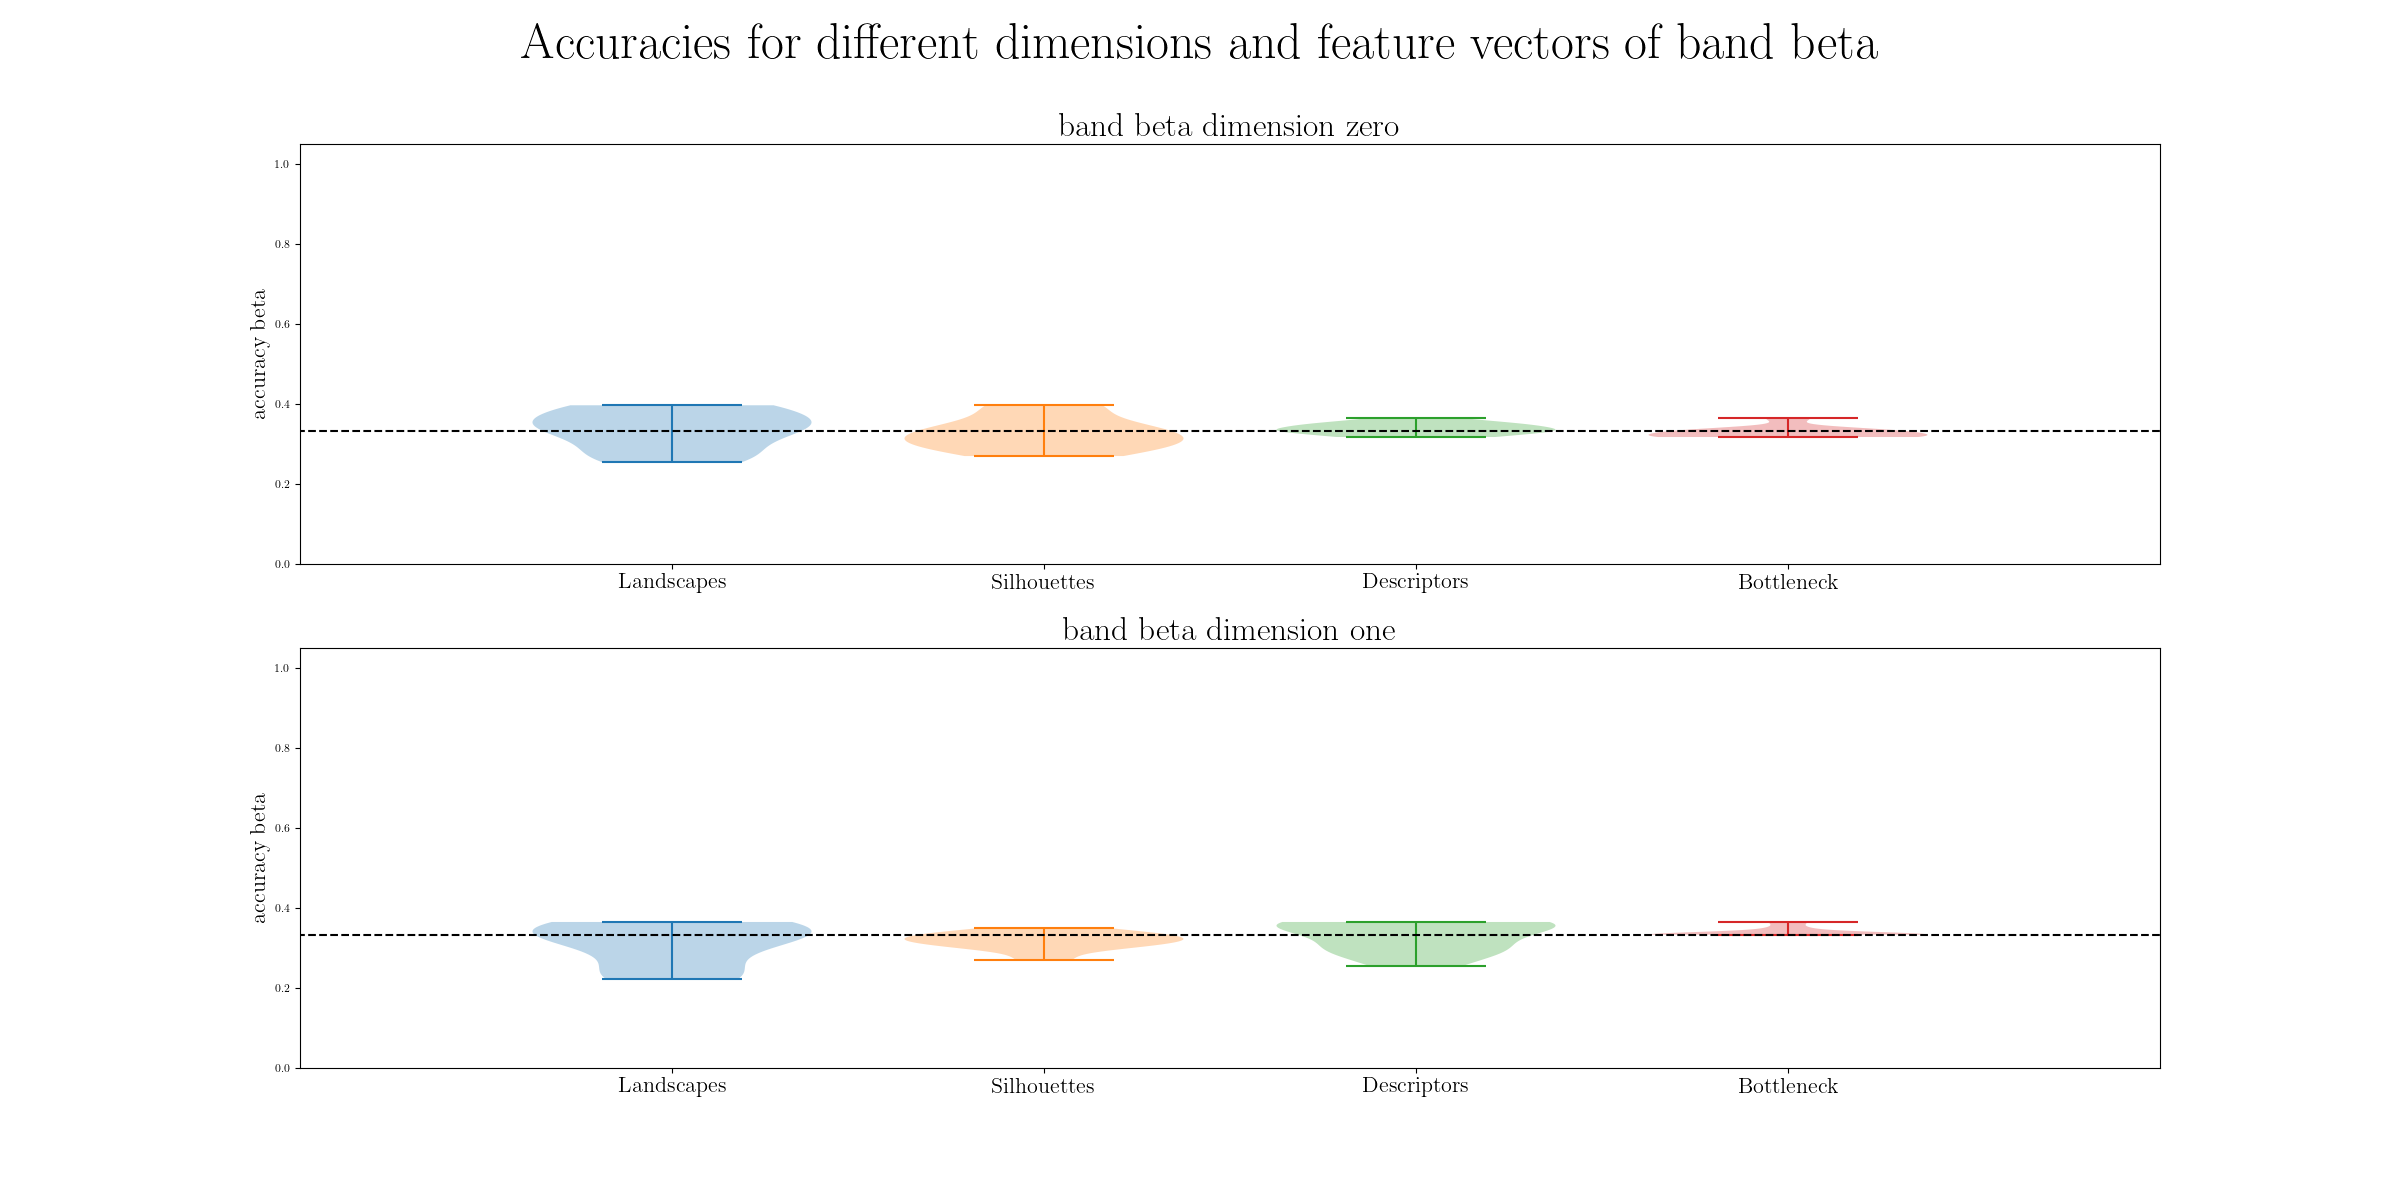 Accuracies for different dimensions and feature vectors of band beta
band beta dimension zero
1.0
0.8
0.6
0.4
0.2
0.0
accuracy beta
Landscapes Silhouettes Descriptors Bottleneck
band beta dimension one
1.0
0.8
0.6
0.4
0.2
0.0
accuracy beta
Landscapes Silhouettes Descriptors Bottleneck